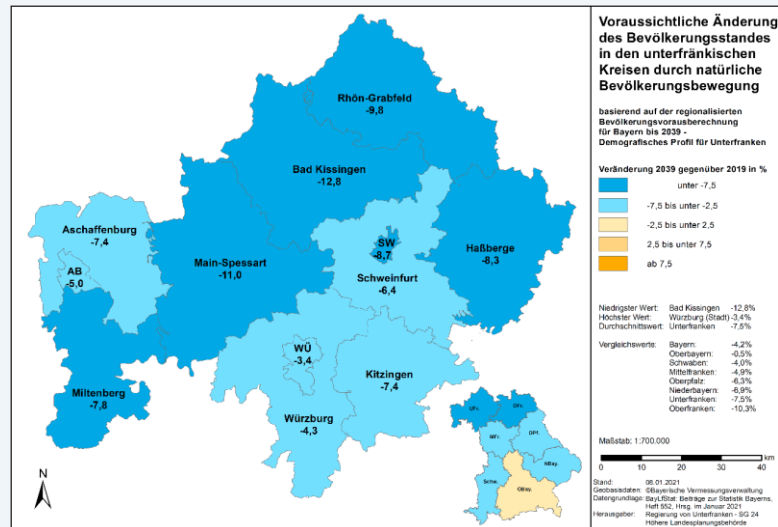 Voraussichtliche Änderung
des Bevölkerungsstandes
in den unterfränkischen
Kreisen durch natürliche
Bevölkerungsbewegung
basierend auf der regionalisierten
Bevölkerungsvorausberechnung
für Bayern bis 2039 -
Demografisches Profil für Unterfranken
Veränderung 2039 gegenüber 2019 in %
unter -7,5
-7,5 bis unter -2,5
-2,5 bis unter 2,5
2,5 bis unter 7,5
ab 7,5
Niedrigster Wert: Bad Kissingen -12,8%
Höchster Wert: Würzburg (Stadt) -3,4%
Durchschnittswert: Unterfranken -7,5%
Vergleichswerte: Bayern: -4,2%
Oberbayern: -0,5%
Schwaben: -4,0%
Mittelfranken: -4,9%
Oberpfalz: -6,3%
Niederbayern: -6,9%
Unterfranken: -7,5%
Oberfranken: -10,3%
Maßstab: 1:700.000
0 10 20 30 40 km
Stand: 08.01.2021
Geobasisdaten: ©Bayerische Vermessungsverwaltung
Datengrundlage: BayLfStat: Beiträge zur Statistik Bayerns,
Heft 552, Hrsg. im Januar 2021
Herausgeber: Regierung von Unterfranken - SG 24
Höhere Landesplanungsbehörde
Rhön-Grabfeld
-9,8
Bad Kissingen
-12,8
Aschaffenburg
-7,4
AB
-5,0
Main-Spessart
-11,0
SW
-8,7
Schweinfurt
-6,4
Haßberge
-8,3
Miltenberg
-7,8
WÜ
-3,4
Kitzingen
-7,4
Würzburg
-4,3
N
UFr.
OFr.
MFr.
OPf.
NBay.
Schw.
OBay.